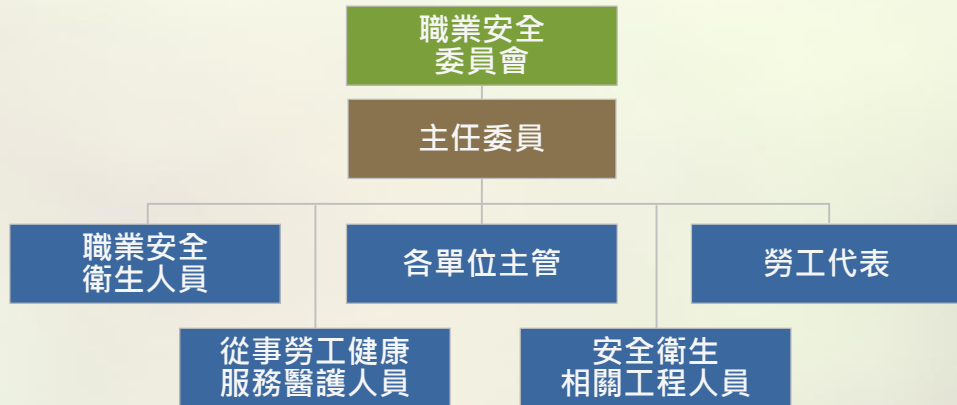 職業安全
委員會
主任委員
職業安全
衛生人員
各單位主管
勞工代表
從事勞工健康
服務醫護人員
安全衛生
相關工程人員